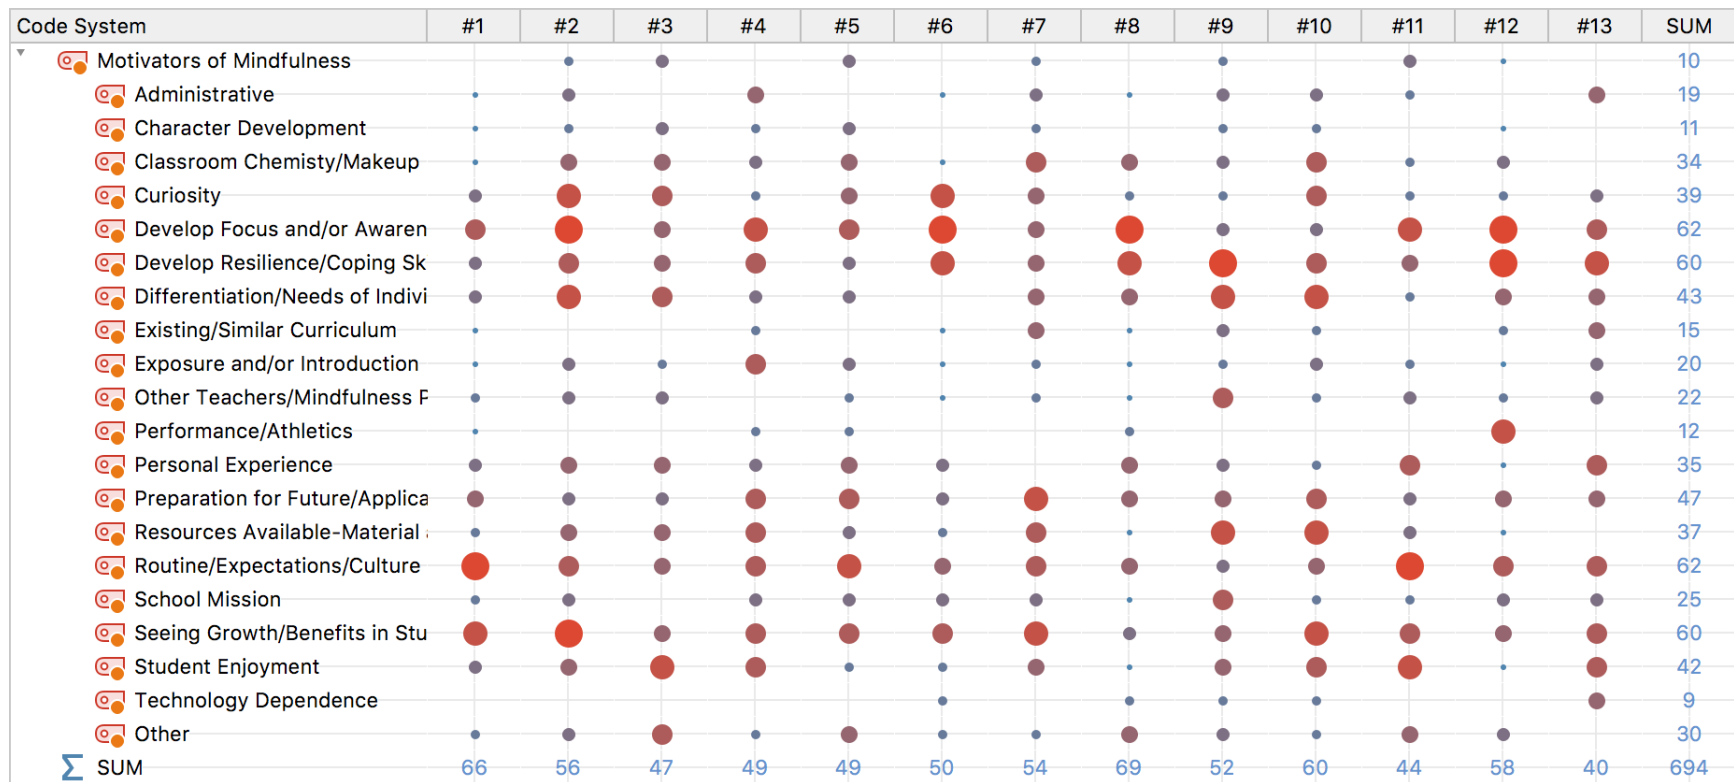 Code System #1 #2 #3 #4 #5 #6 #7 #8 #9 #10 #11 #12 #13 SUM
Motivators of Mindfulness 10
Administrative 19
Character Development 11
Classroom Chemisty/Makeup 34
Curiosity 39
Develop Focus and/or Awaren 62
Develop Resilience/Coping Sk 60
Differentiation/Needs of Indivi 43
Existing/Similar Curriculum 15
Exposure and/or Introduction 20
Other Teachers/Mindfulness P 22
Performance/Athletics 12
Personal Experience 35
Preparation for Future/Applica 47
Resources Available-Material 37
Routine/Expectations/Culture 62
School Mission 25
Seeing Growth/Benefits in Stu 60
Student Enjoyment 42
Technology Dependence 9
Other 30
Σ SUM 66 56 47 49 49 50 54 69 52 60 44 58 40 694